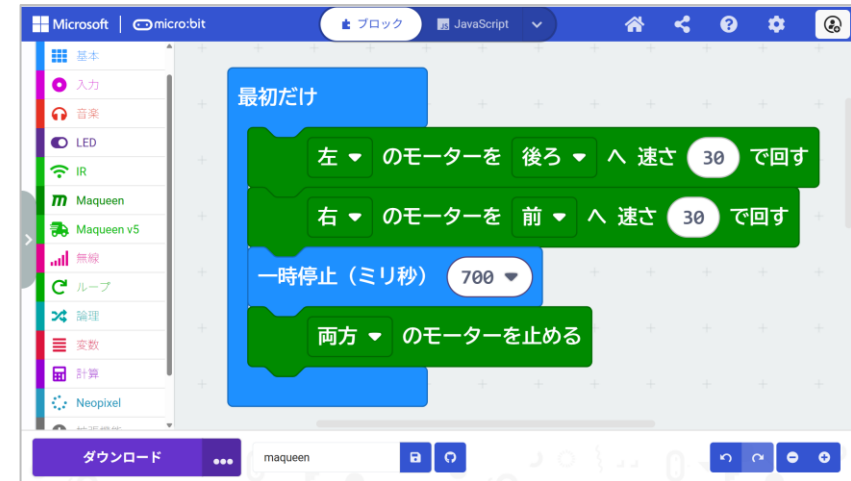 Microsoft micro:bit ブロック JS JavaScript
基本
入力
音楽
LED
IR
m Maqueen
Maqueen v5
無線
ループ
論理
変数
計算
Neopixel
最初だけ
左 のモーターを 後ろ へ 速さ 30 で回す
右 のモーターを 前 へ 速さ 30 で回す
一時停止（ミリ秒） 700
両方 のモーターを止める
ダウンロード ••• maqueen